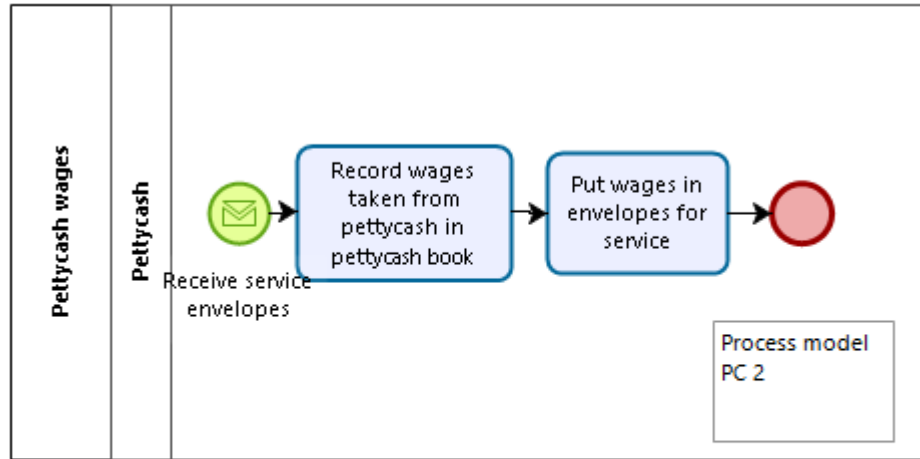 Pettycash wages
Pettycash
Receive service
envelopes
Record wages
taken from
pettycash in
pettycash book
Put wages in
envelopes for
service
Process model
PC 2